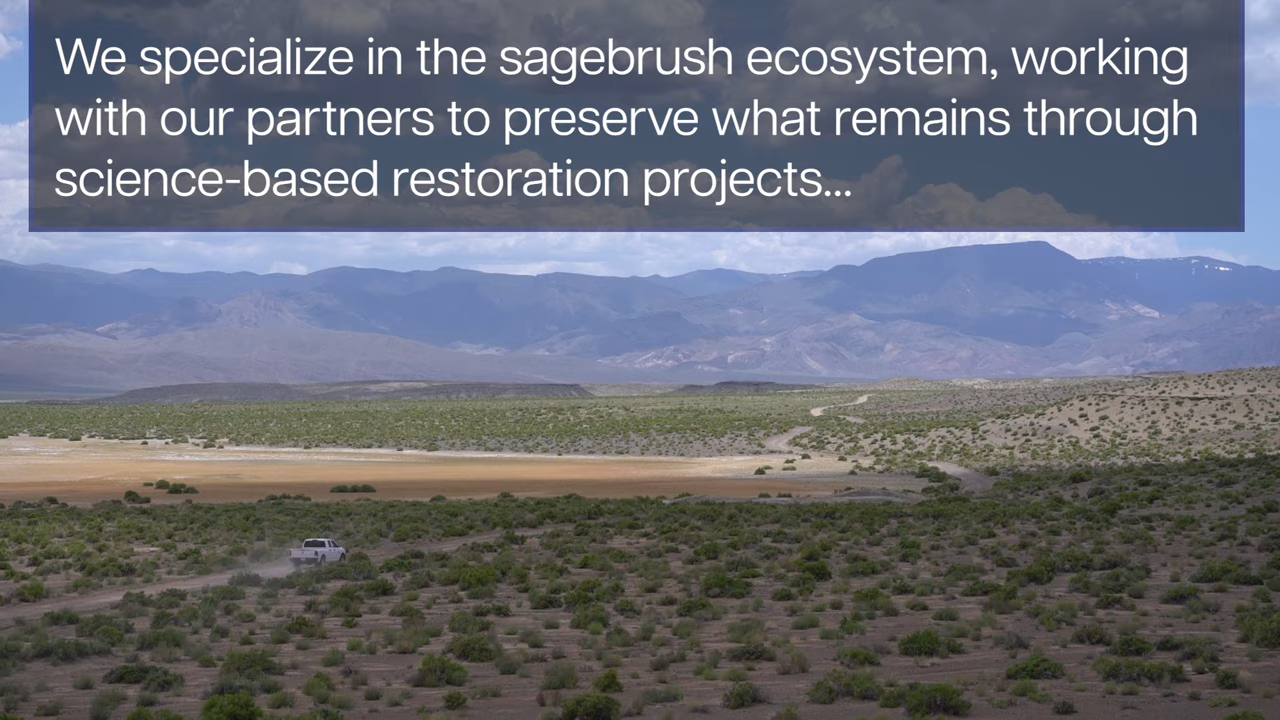 We specialize in the sagebrush ecosystem, working
with our partners to preserve what remains through
science-based restoration projects...